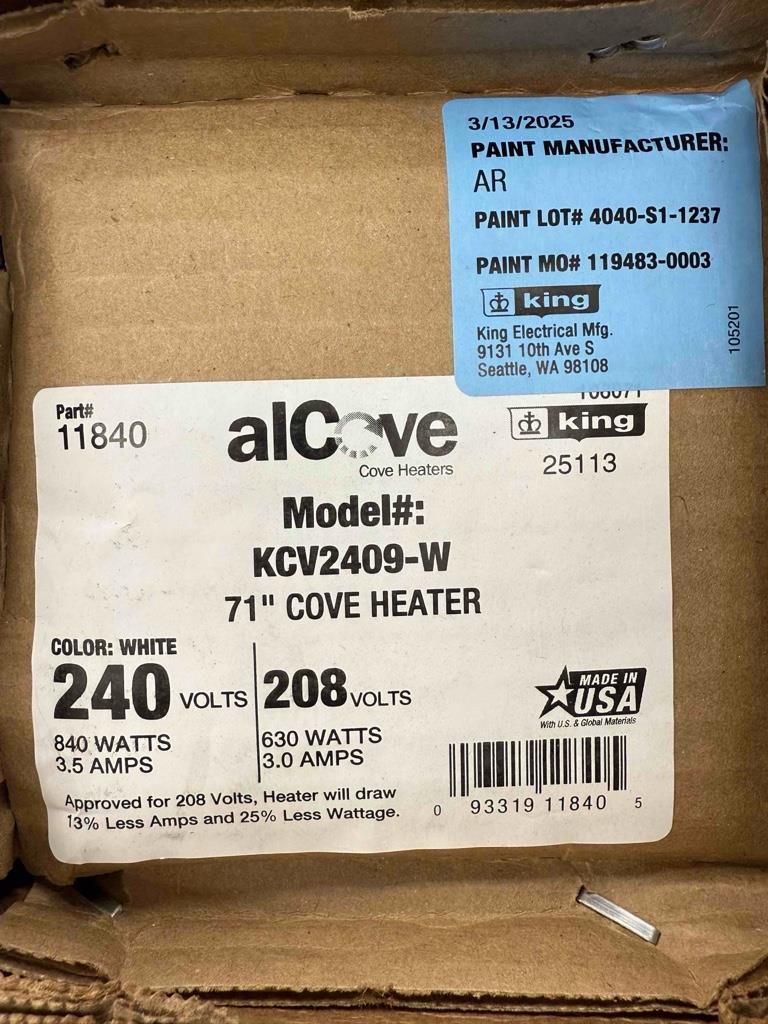 3/13/2025
PAINT MANUFACTURER:
AR
PAINT LOT# 4040-S1-1237
PAINT MO# 119483-0003
king
King Electrical Mfg.
9131 10th Ave S
Seattle, WA 98108
105201
Part#
11840
alCove
Cove Heaters
king
25113
Model#:
KCV2409-W
71" COVE HEATER
COLOR: WHITE
240 VOLTS
840 WATTS
3.5 AMPS
208 VOLTS
630 WATTS
3.0 AMPS
MADE IN
USA
With U.S. & Global Materials
Approved for 208 Volts, Heater will draw
13% Less Amps and 25% Less Wattage.
0 93319 11840 5